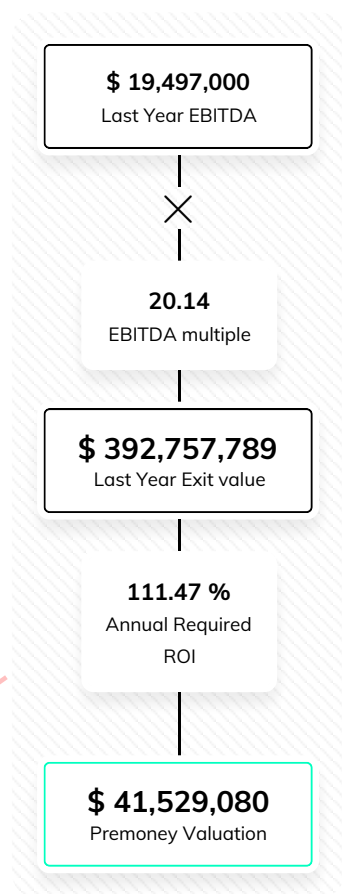 $ 19,497,000
Last Year EBITDA
20.14
EBITDA multiple
$ 392,757,789
Last Year Exit value
111.47 %
Annual Required
ROI
$ 41,529,080
Premoney Valuation